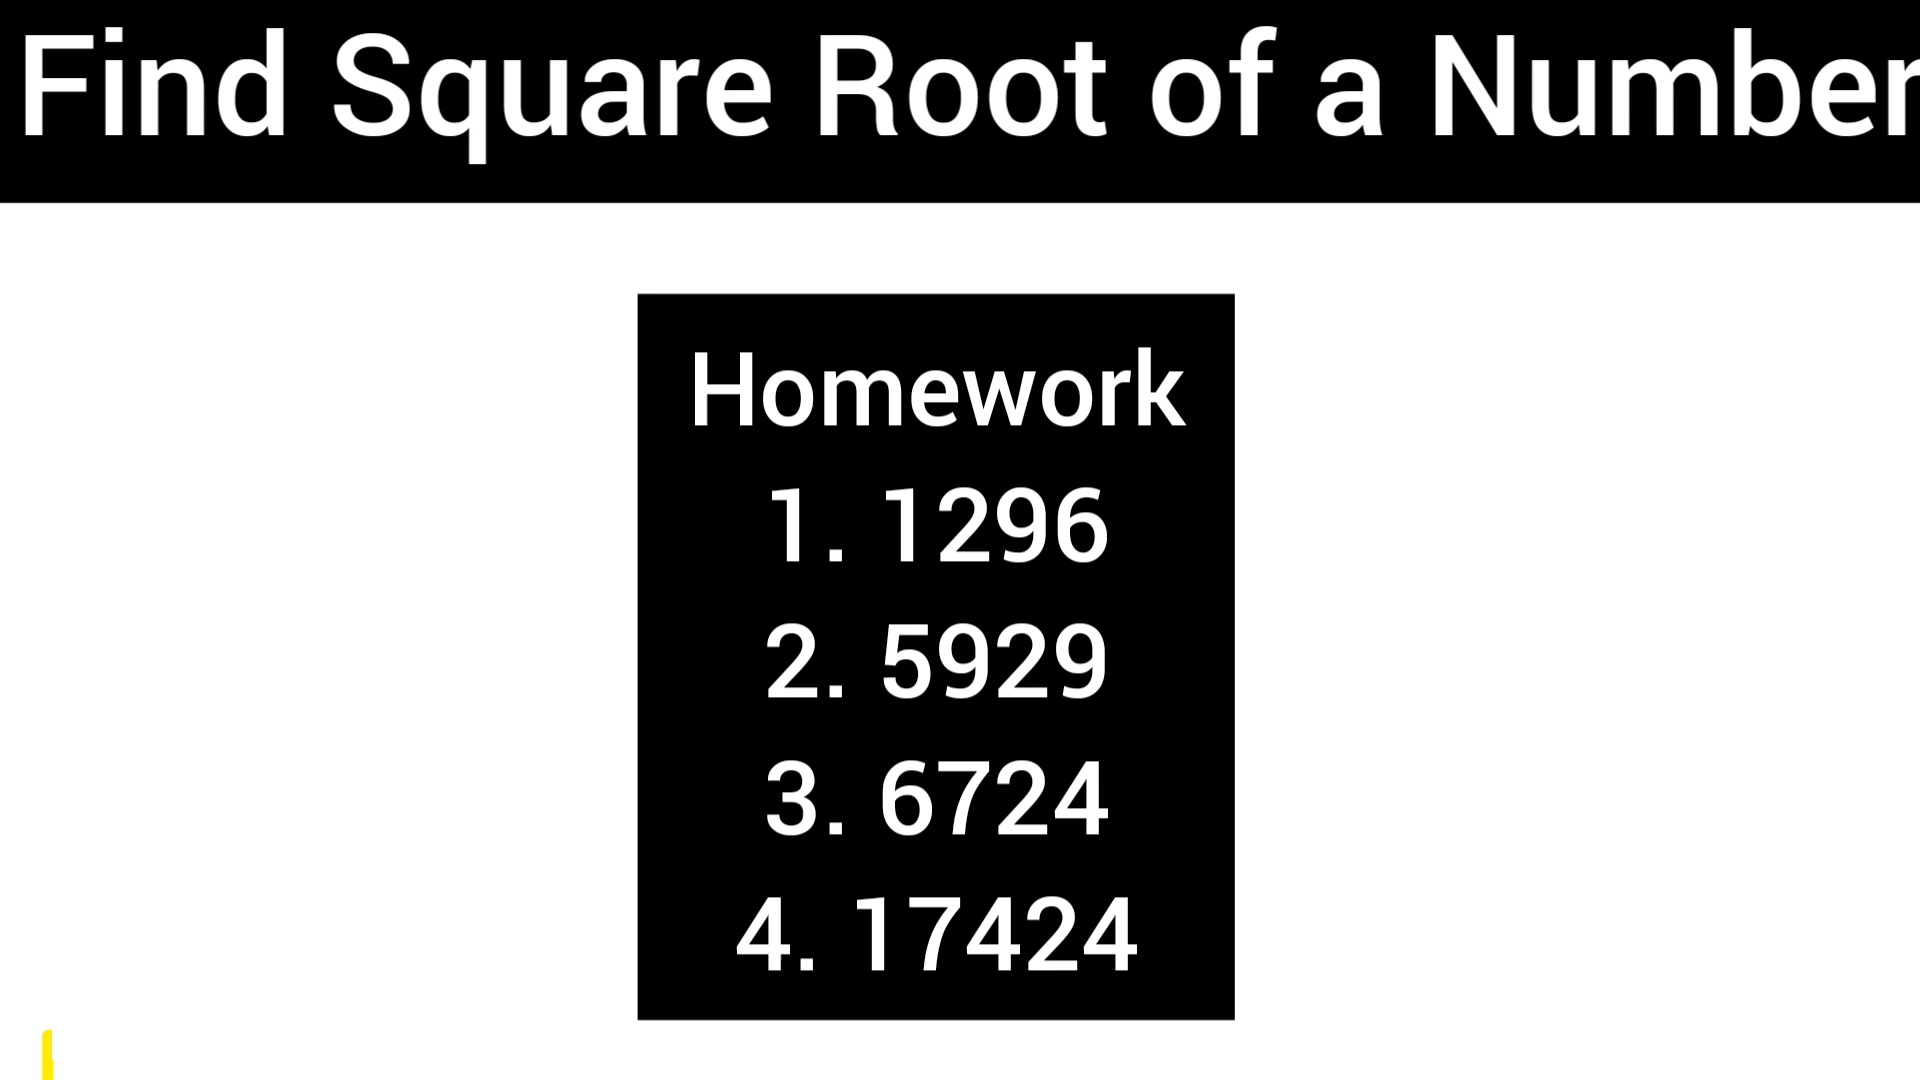 Find Square Root of a Number
Homework
1. 1296
2. 5929
3. 6724
4. 17424